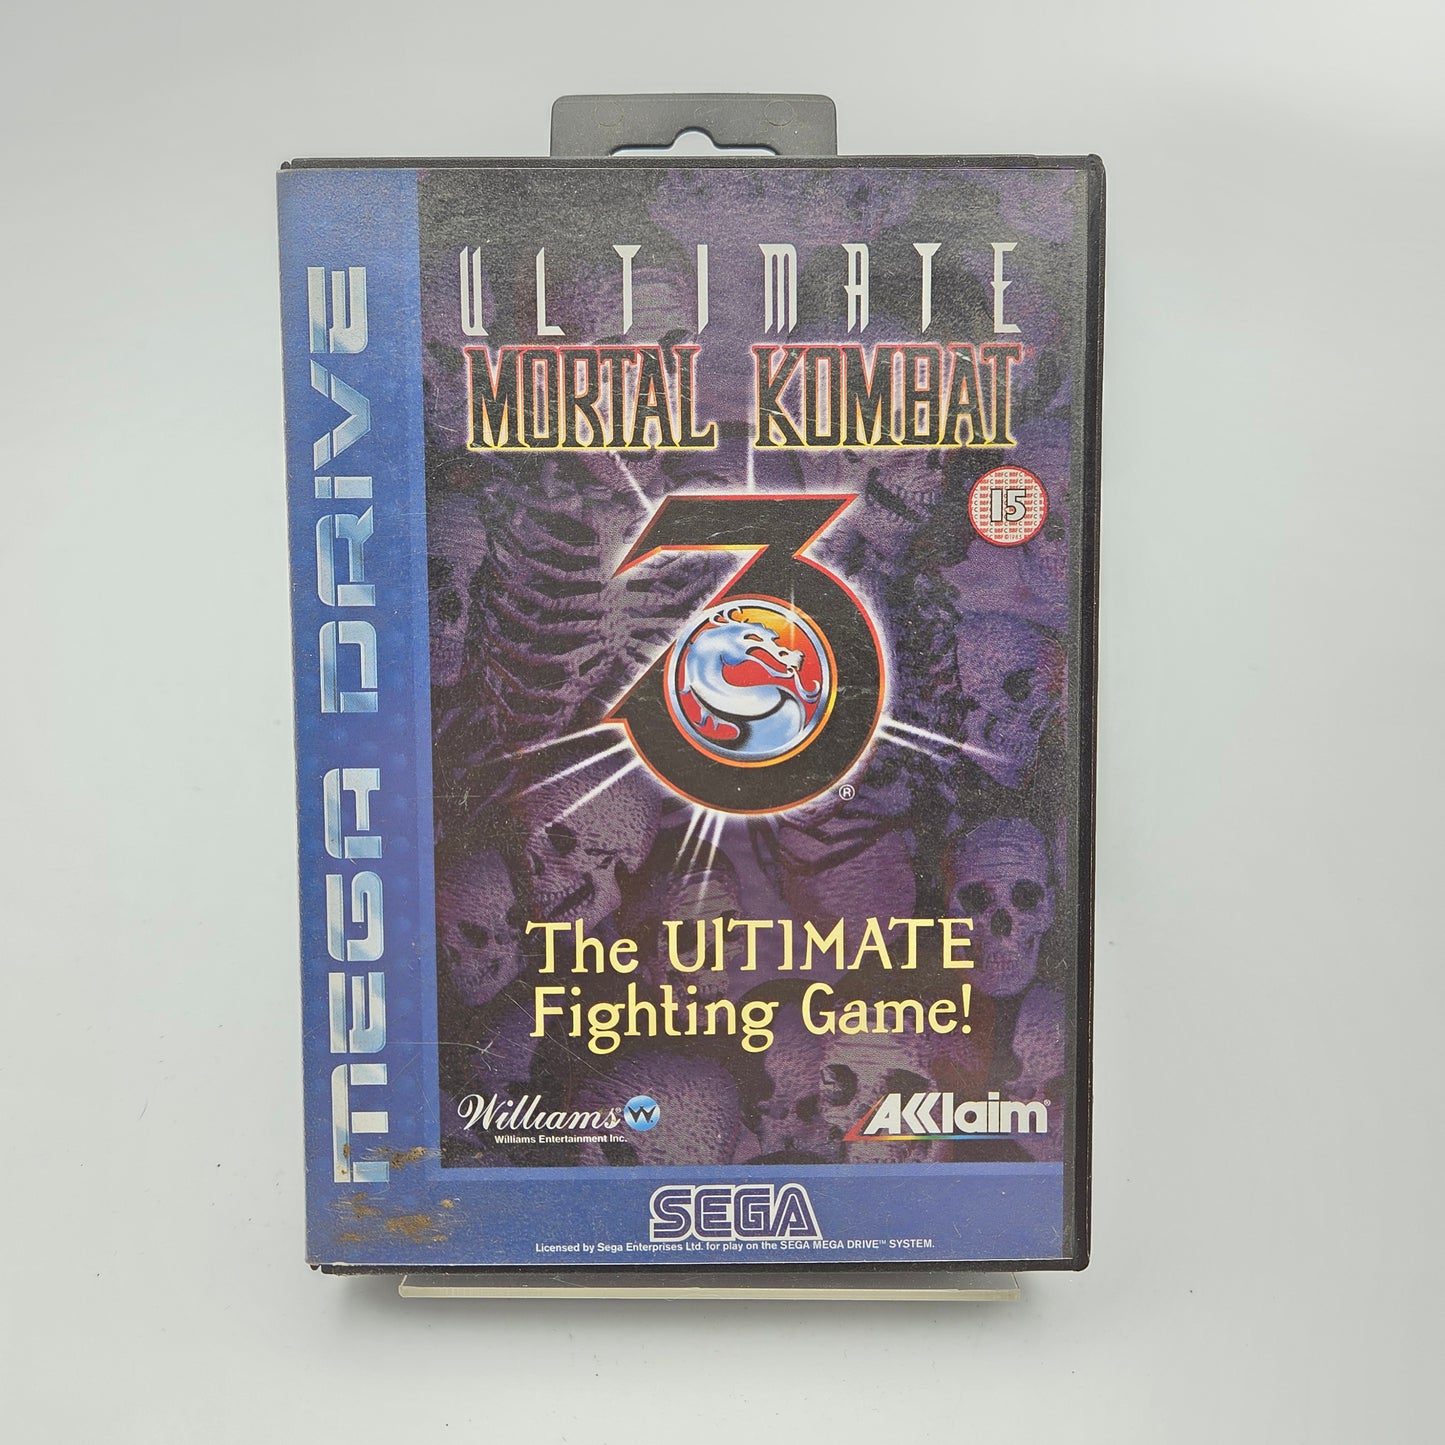 MEGA DRIVE
ULTIMATE
MORTAL KOMBAT
3
®
15
The ULTIMATE
Fighting Game!
Williams® W
Williams Entertainment Inc.
AKKlaim®
SEGA
Licensed by Sega Enterprises Ltd. for play on the SEGA MEGA DRIVE™ SYSTEM.